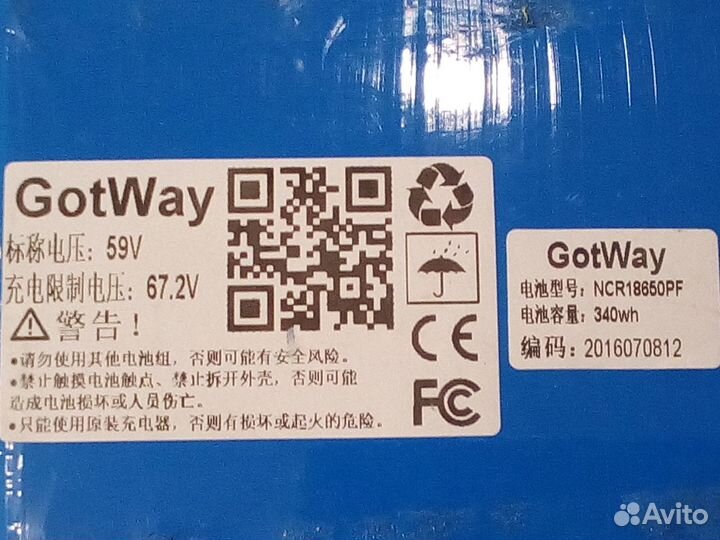 GotWay
标称电压: 59V
充电限制电压: 67.2V
警告!
•请勿使用其他电池组，否则可能有安全风险。
•禁止触摸电池触点、禁止拆开外壳，否则可能
造成电池损坏或人员伤亡。
•只能使用原装充电器，否则有损坏或起火的危险。
CE
FC
GotWay
电池型号: NCR18650PF
电池容量: 340wh
编码: 2016070812
Avito